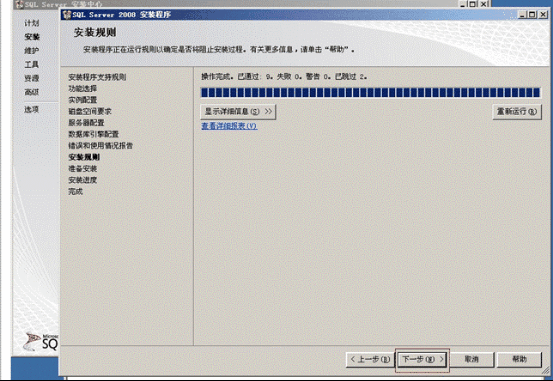 SQL Server 安装中心
SQL Server 2008 安装程序
计划
安装
维护
工具
资源
高级
选项
安装规则
安装程序正在运行规则以确定是否将阻止安装过程。有关更多信息，请单击“帮助”。
安装程序支持规则
功能选择
实例配置
磁盘空间要求
服务器配置
数据库引擎配置
错误和使用情况报告
安装规则
准备安装
安装进度
完成
操作完成。已通过: 9。失败 0。警告 0。已跳过 2。
显示详细信息(S) >>
重新运行(R)
查看详细报表(V)
SQ
< 上一步(B)
下一步(N) >
取消
帮助